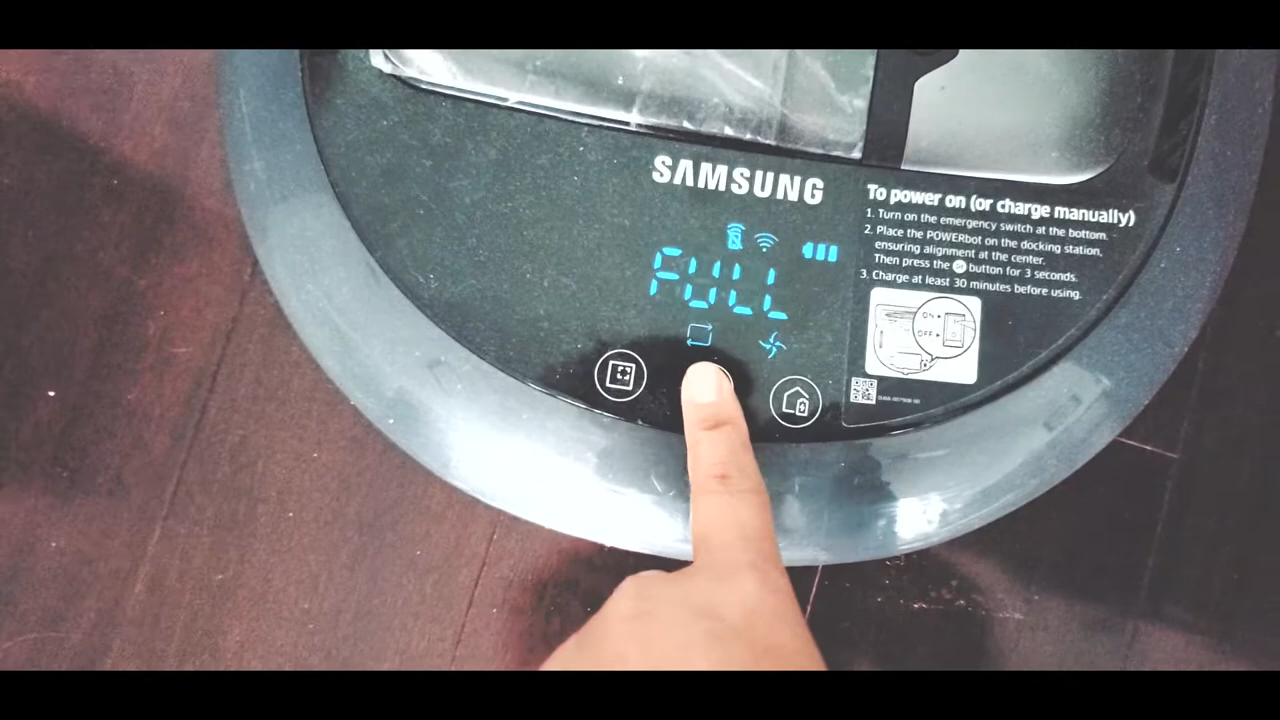 SAMSUNG
FULL
To power on (or charge manually)
1. Turn on the emergency switch at the bottom.
2. Place the POWERbot on the docking station,
ensuring alignment at the center.
Then press the button for 3 seconds.
3. Charge at least 30 minutes before using.
ON
OFF